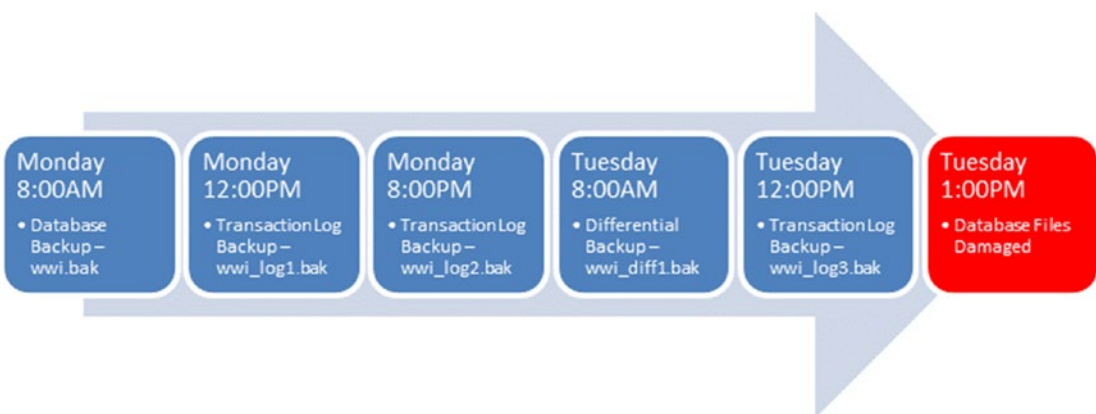 Monday
8:00AM
• Database
Backup –
wwi.bak
Monday
12:00PM
• Transaction Log
Backup –
wwi_log1.bak
Monday
8:00PM
• Transaction Log
Backup –
wwi_log2.bak
Tuesday
8:00AM
• Differential
Backup –
wwi_diff1.bak
Tuesday
12:00PM
• Transaction Log
Backup –
wwi_log3.bak
Tuesday
1:00PM
• Database Files
Damaged